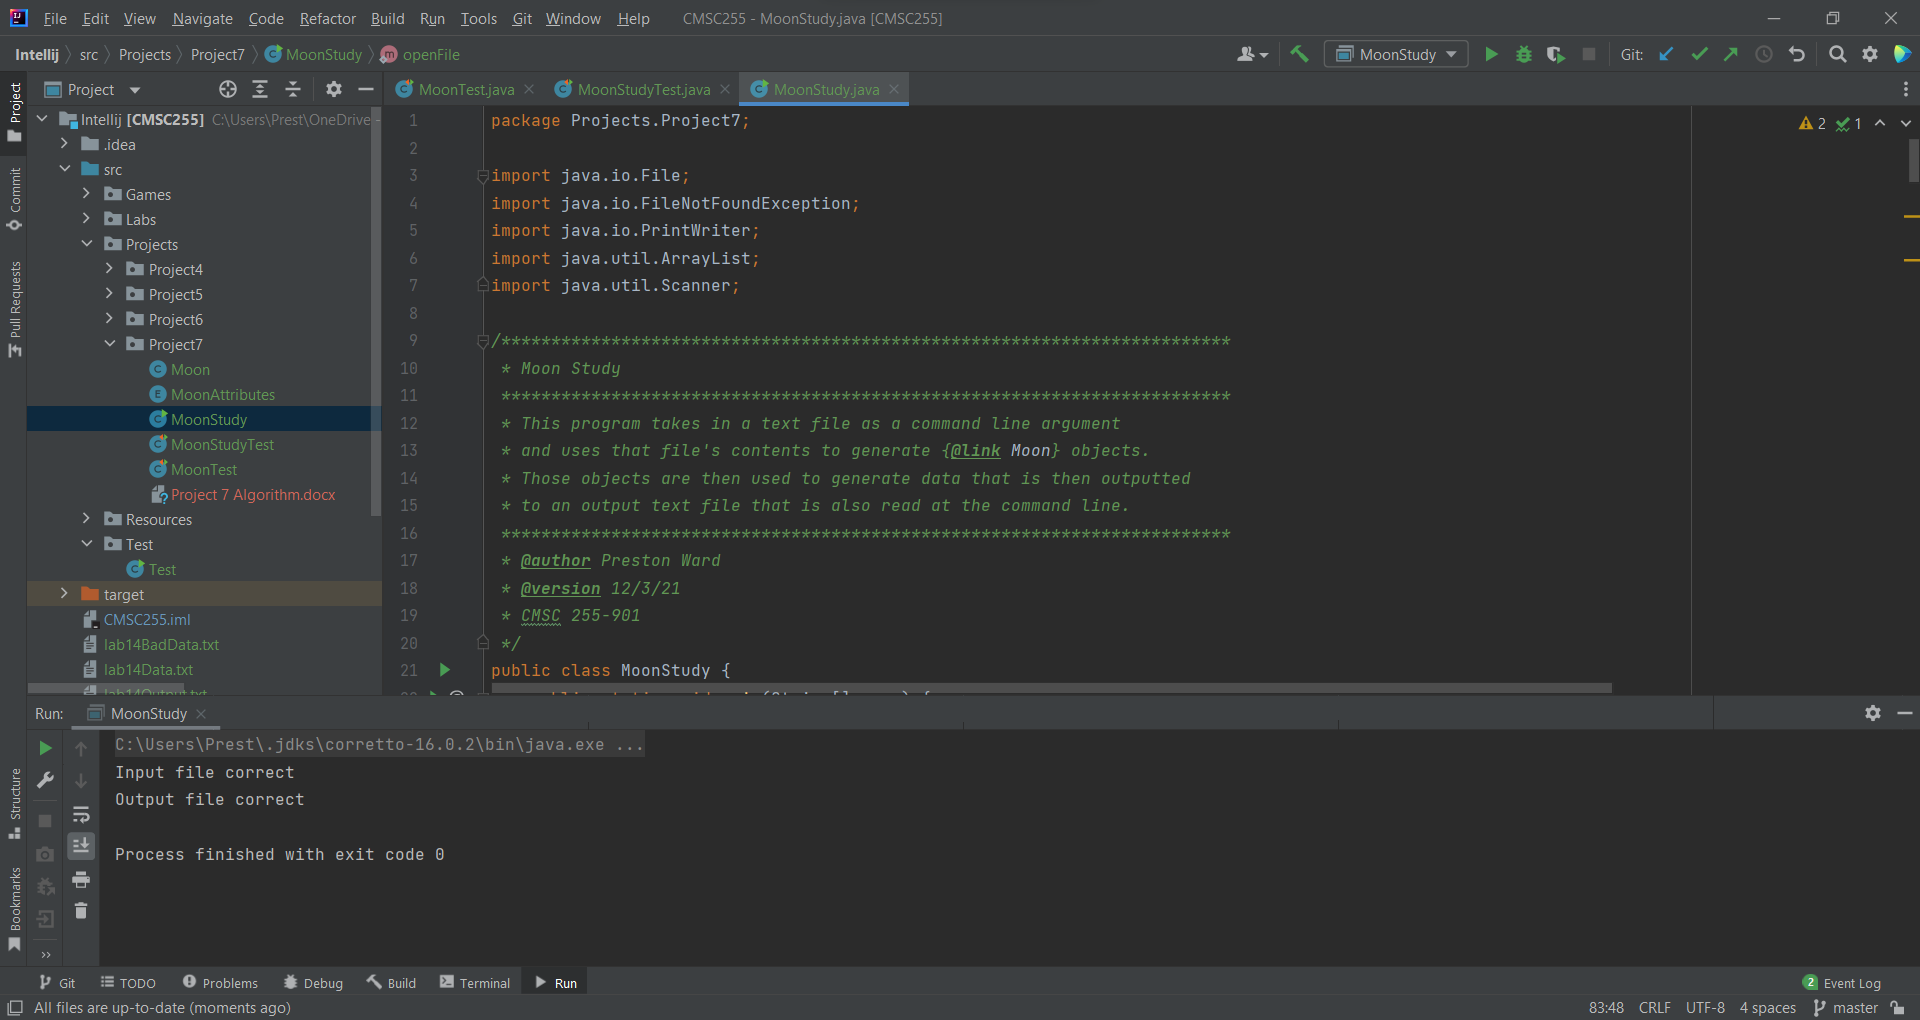 File Edit View Navigate Code Refactor Build Run Tools Git Window Help CMSC255 - MoonStudy.java [CMSC255]
Intellij src Projects Project7 MoonStudy m openFile MoonStudy Git:
Project MoonTest.java MoonStudyTest.java MoonStudy.java
Project
Commit
Pull Requests
Structure
Bookmarks
Intellij [CMSC255] C:\Users\Prest\OneDrive -
.idea
src
Games
Labs
Projects
Project4
Project5
Project6
Project7
Moon
MoonAttributes
MoonStudy
MoonStudyTest
MoonTest
Project 7 Algorithm.docx
Resources
Test
Test
target
CMSC255.iml
lab14BadData.txt
lab14Data.txt
lab14Output.txt
2 1
1 package Projects.Project7;
2
3 import java.io.File;
4 import java.io.FileNotFoundException;
5 import java.io.PrintWriter;
6 import java.util.ArrayList;
7 import java.util.Scanner;
8
9 /*************************************************************************
10 * Moon Study
11 *************************************************************************
12 * This program takes in a text file as a command line argument
13 * and uses that file's contents to generate {@link Moon} objects.
14 * Those objects are then used to generate data that is then outputted
15 * to an output text file that is also read at the command line.
16 *************************************************************************
17 * @author Preston Ward
18 * @version 12/3/21
19 * CMSC 255-901
20 */
21 public class MoonStudy {
Run: MoonStudy
C:\Users\Prest\.jdks\corretto-16.0.2\bin\java.exe ...
Input file correct
Output file correct
Process finished with exit code 0
Git TODO Problems Debug Build Terminal Run 2 Event Log
All files are up-to-date (moments ago) 83:48 CRLF UTF-8 4 spaces master